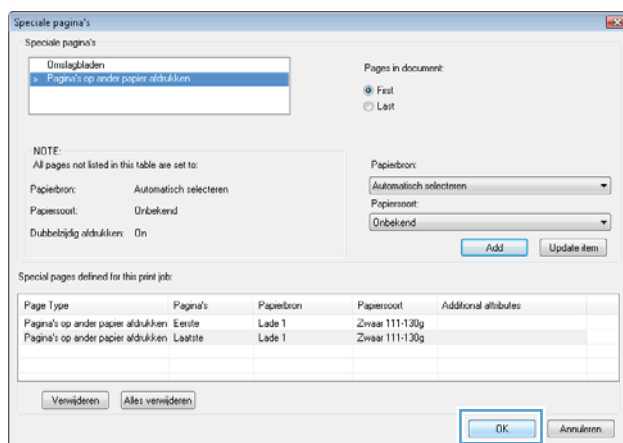 Speciale pagina's
Speciale pagina's
Omslagbladen
» Pagina's op ander papier afdrukken
Pages in document:
First
Last
NOTE:
All pages not listed in this table are set to:
Papierbron: Automatisch selecteren
Papiersoort: Onbekend
Dubbelzijdig afdrukken: On
Papierbron:
Automatisch selecteren
Papiersoort:
Onbekend
Add Update item
Special pages defined for this print job:
Page Type Pagina's Papierbron Papiersoort Additional attributes
Pagina's op ander papier afdrukken Eerste Lade 1 Zwaar 111-130g
Pagina's op ander papier afdrukken Laatste Lade 1 Zwaar 111-130g
Verwijderen Alles verwijderen
OK Annuleren